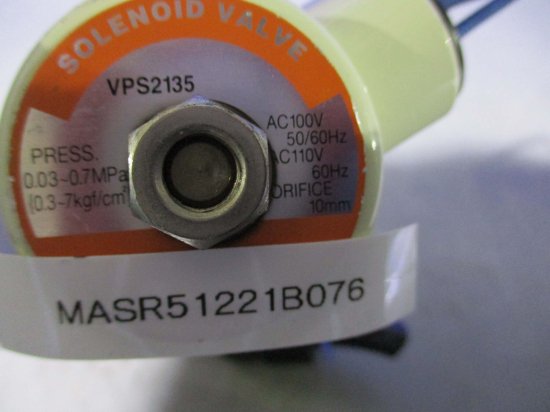 SOLENOID VALVE
VPS2135
PRESS.
0.03~0.7MPa
{0.3~7kgf/cm²
AC100V
50/60Hz
AC110V
60Hz
ORIFICE
10mm
MASR51221B076